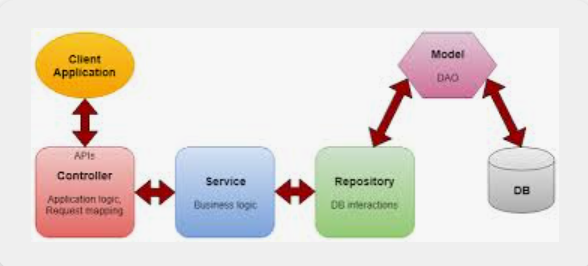 Client
Application
Model
DAO
APIs
Controller
Application logic,
Request mapping
Service
Business logic
Repository
DB interactions
DB